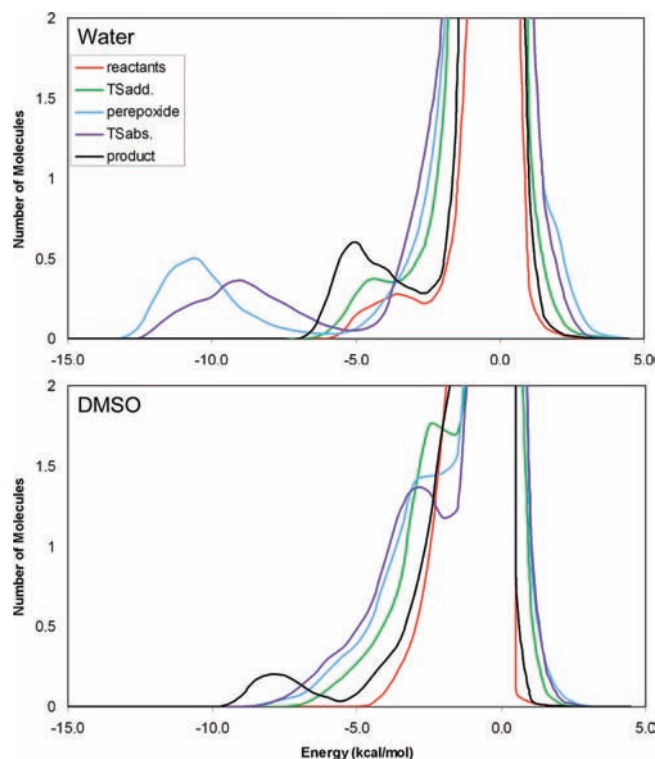 Water
reactants
TSadd.
perepoxide
TSabs.
product
Number of Molecules
2
1.5
1
0.5
0
-15.0
-10.0
-5.0
0.0
5.00
DMSO
Number of Molecules
2
1.5
1
0.5
0
-15.0
-10.0
-5.0
0.0
5.0
Energy (kcal/mol)